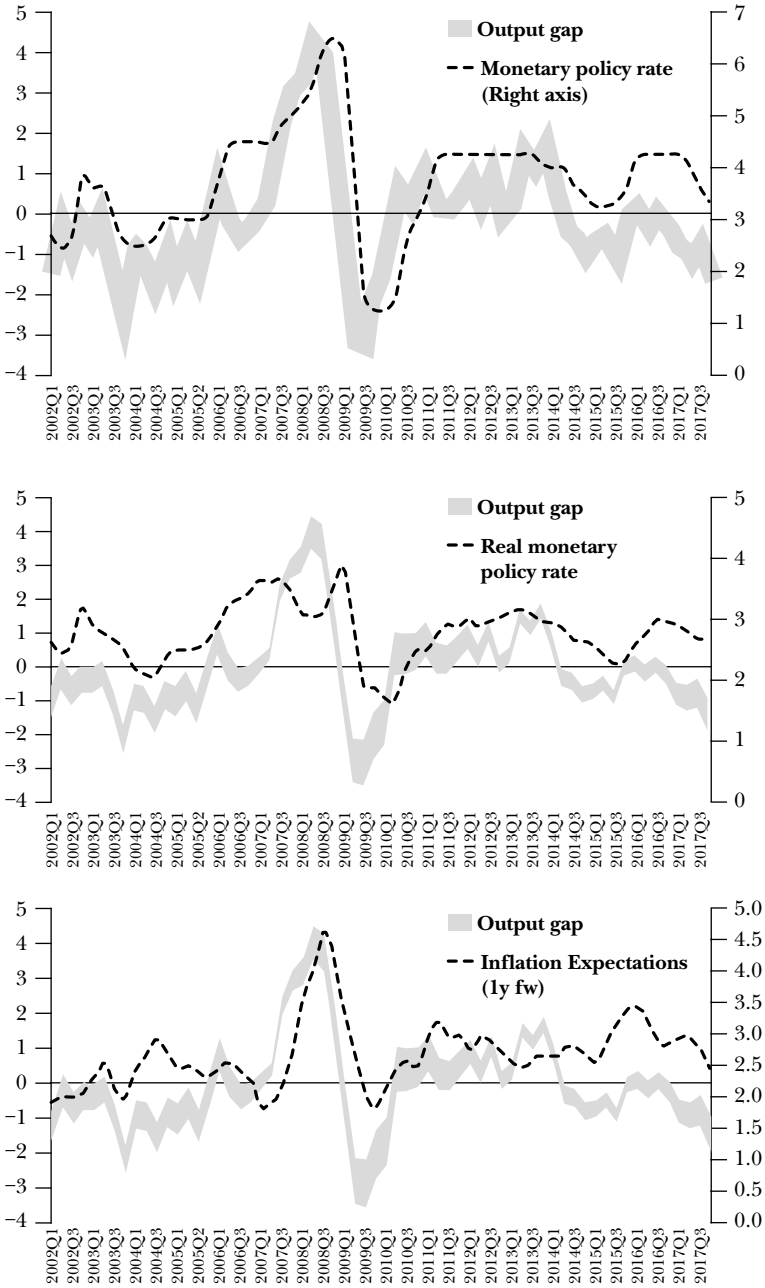 5
4
3
2
1
0
−1
−2
−3
−4
Output gap
Monetary policy rate
(Right axis)
7
6
5
4
3
2
1
0
2002Q1
2002Q3
2003Q1
2003Q3
2004Q1
2004Q3
2005Q1
2005Q2
2006Q1
2006Q3
2007Q1
2007Q3
2008Q1
2008Q3
2009Q1
2009Q3
2010Q1
2010Q3
2011Q1
2011Q3
2012Q1
2012Q3
2013Q1
2013Q3
2014Q1
2014Q3
2015Q1
2015Q3
2016Q1
2016Q3
2017Q1
2017Q3
5
4
3
2
1
0
−1
−2
−3
−4
Output gap
Real monetary
policy rate
5
4
3
2
1
0
2002Q1
2002Q3
2003Q1
2003Q3
2004Q1
2004Q3
2005Q1
2005Q2
2006Q1
2006Q3
2007Q1
2007Q3
2008Q1
2008Q3
2009Q1
2009Q3
2010Q1
2010Q3
2011Q1
2011Q3
2012Q1
2012Q3
2013Q1
2013Q3
2014Q1
2014Q3
2015Q1
2015Q3
2016Q1
2016Q3
2017Q1
2017Q3
5
4
3
2
1
0
−1
−2
−3
−4
Output gap
Inflation Expectations
(1y fw)
5.0
4.5
4.0
3.5
3.0
2.5
2.0
1.5
1.0
0.5
0.0
2002Q1
2002Q3
2003Q1
2003Q3
2004Q1
2004Q3
2005Q1
2005Q2
2006Q1
2006Q3
2007Q1
2007Q3
2008Q1
2008Q3
2009Q1
2009Q3
2010Q1
2010Q3
2011Q1
2011Q3
2012Q1
2012Q3
2013Q1
2013Q3
2014Q1
2014Q3
2015Q1
2015Q3
2016Q1
2016Q3
2017Q1
2017Q3